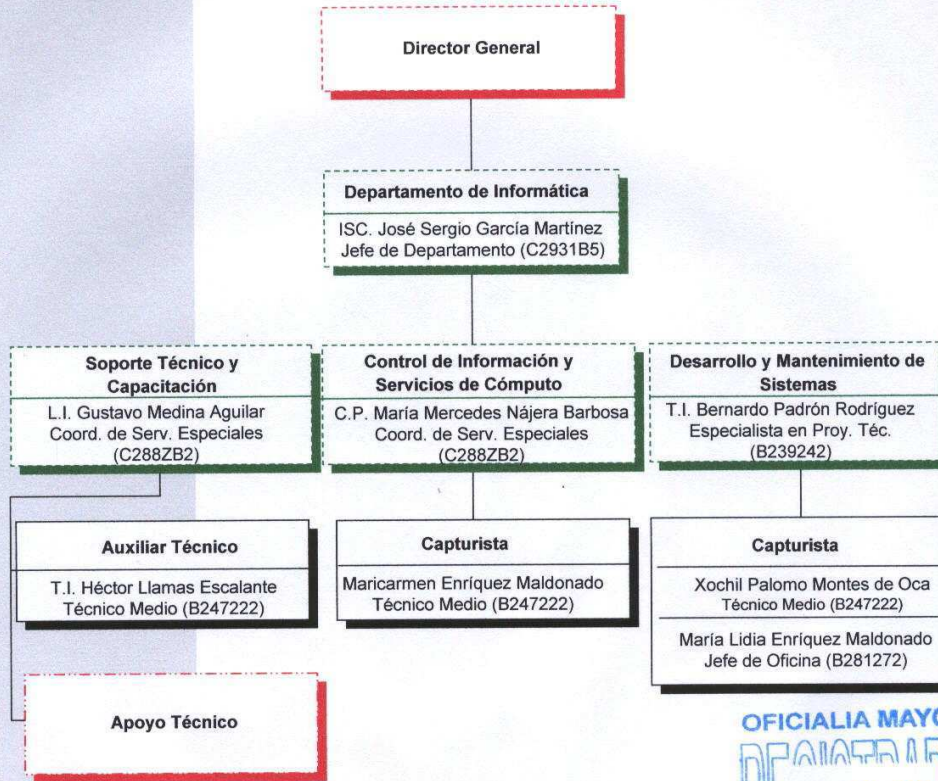 Director General
Departamento de Informática
ISC. José Sergio García Martínez
Jefe de Departamento (C2931B5)
Soporte Técnico y
Capacitación
L.I. Gustavo Medina Aguilar
Coord. de Serv. Especiales
(C288ZB2)
Control de Información y
Servicios de Cómputo
C.P. María Mercedes Nájera Barbosa
Coord. de Serv. Especiales
(C288ZB2)
Desarrollo y Mantenimiento de
Sistemas
T.I. Bernardo Padrón Rodríguez
Especialista en Proy. Téc.
(B239242)
Auxiliar Técnico
T.I. Héctor Llamas Escalante
Técnico Medio (B247222)
Capturista
Maricarmen Enríquez Maldonado
Técnico Medio (B247222)
Capturista
Xochil Palomo Montes de Oca
Técnico Medio (B247222)
María Lidia Enríquez Maldonado
Jefe de Oficina (B281272)
Apoyo Técnico
OFICIALIA